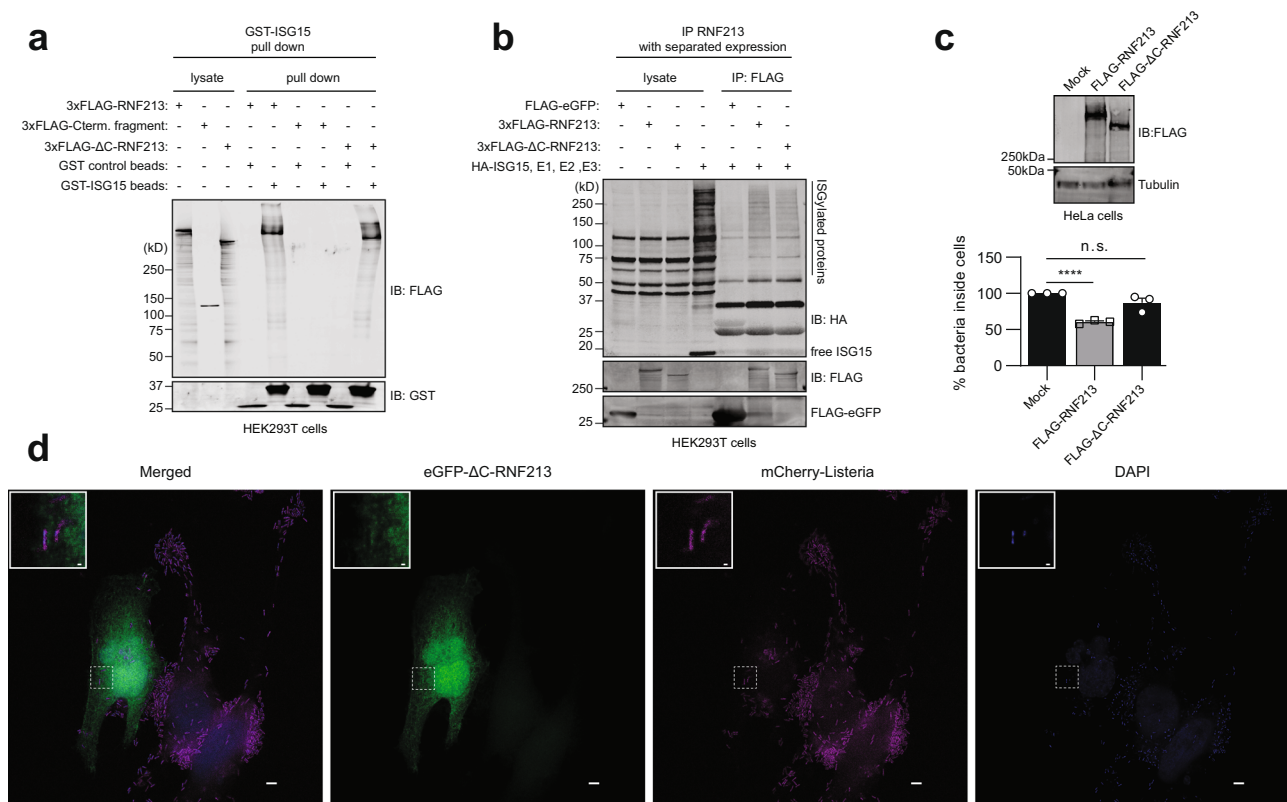 a
GST-ISG15
pull down
lysate
pull down
3xFLAG-RNF213: + - - + + - - - -
3xFLAG-Cterm. fragment: - + - - - + + - -
3xFLAG-ΔC-RNF213: - - + - - - - + +
GST control beads: - - - + - + - + -
GST-ISG15 beads: - - - - + - + - +
(kD)
250
150
100
75
50
IB: FLAG
37
25
IB: GST
HEK293T cells
b
IP RNF213
with separated expression
lysate
IP: FLAG
FLAG-eGFP: + - - - + - -
3xFLAG-RNF213: - + - - - + -
3xFLAG-ΔC-RNF213: - - + - - - +
HA-ISG15, E1, E2 ,E3: - - - + + + +
(kD)
250
150
100
75
50
37
25
20
ISGylated proteins
IB: HA
free ISG15
250
IB: FLAG
25
FLAG-eGFP
HEK293T cells
c
Mock
FLAG-RNF213
FLAG-ΔC-RNF213
IB:FLAG
250kDa
50kDa
Tubulin
HeLa cells
n.s.
****
% bacteria inside cells
100
50
0
Mock
FLAG-RNF213
FLAG-ΔC-RNF213
d
Merged
eGFP-ΔC-RNF213
mCherry-Listeria
DAPI